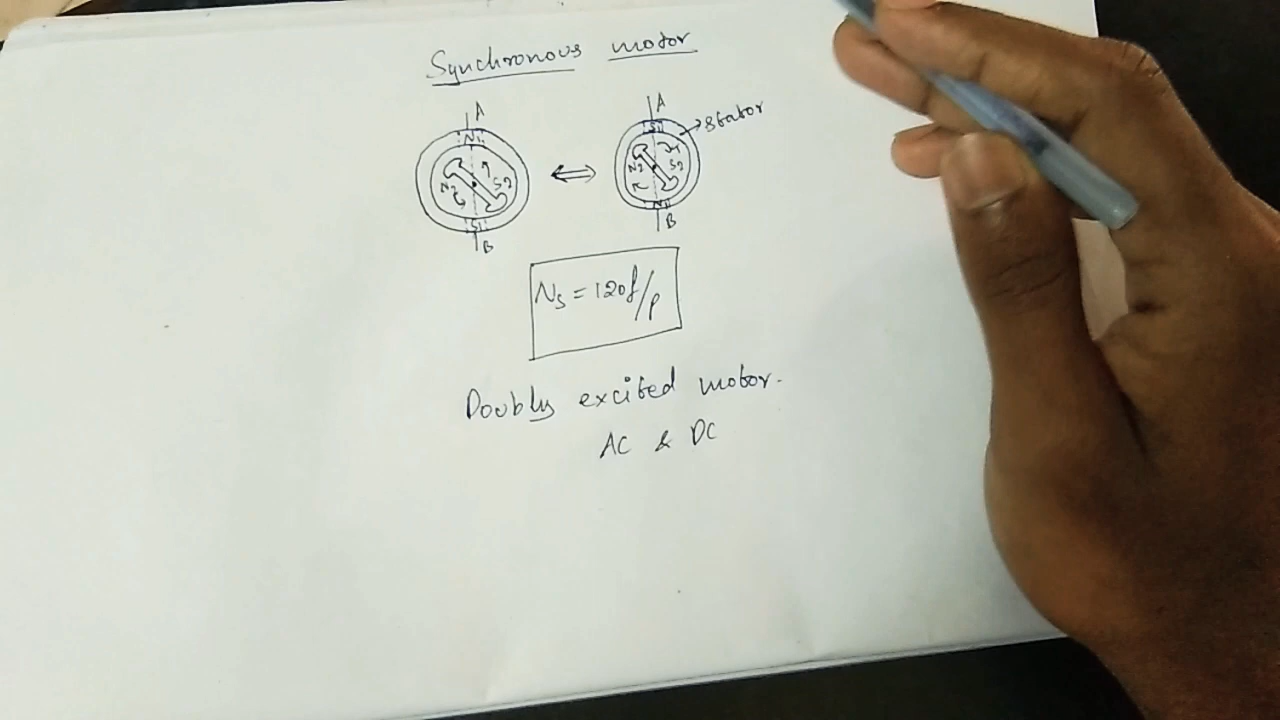 Synchronous motor
A
A
N1
S1
stator
N2
S2
N2
S2
S1
N1
B
B
Ns = 120f/p
Doubly excited motor.
AC & DC